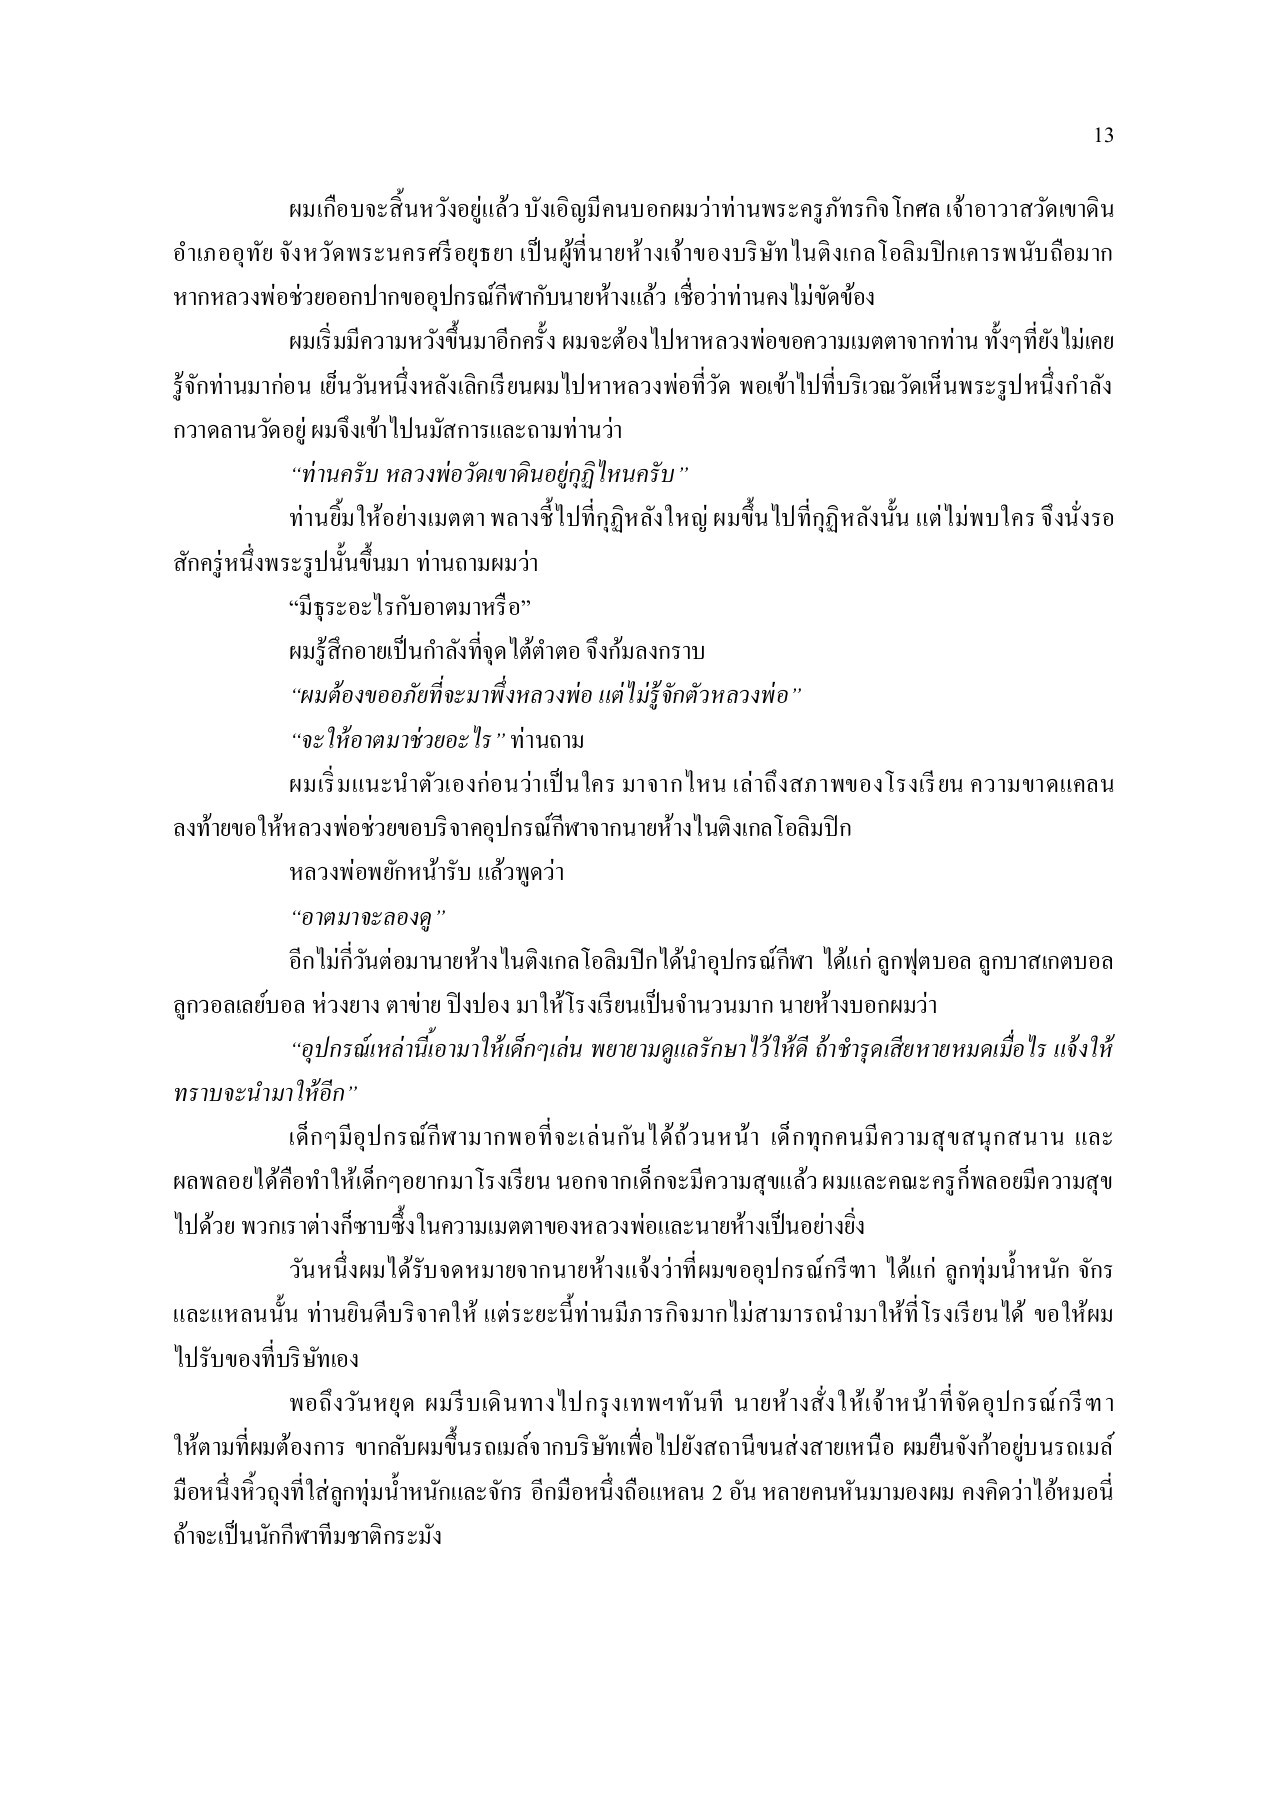 13
ผมเกือบจะสิ้นหวังอยู่แล้ว บังเอิญมีคนบอกผมว่าท่านพระครูภัทรกิจโกศล เจ้าอาวาสวัดเขาดิน
อำเภออุทัย จังหวัดพระนครศรีอยุธยา เป็นผู้ที่นายห้างเจ้าของบริษัทไนติงเกลโอลิมปิกเคารพนับถือมาก
หากหลวงพ่อช่วยออกปากขออุปกรณ์กีฬากับนายห้างแล้ว เชื่อว่าท่านคงไม่ขัดข้อง
ผมเริ่มมีความหวังขึ้นมาอีกครั้ง ผมจะต้องไปหาหลวงพ่อขอความเมตตาจากท่าน ทั้งๆที่ยังไม่เคย
รู้จักท่านมาก่อน เย็นวันหนึ่งหลังเลิกเรียนผมไปหาหลวงพ่อที่วัด พอเข้าไปที่บริเวณวัดเห็นพระรูปหนึ่งกำลัง
กวาดลานวัดอยู่ ผมจึงเข้าไปนมัสการและถามท่านว่า
“ท่านครับ หลวงพ่อวัดเขาดินอยู่กุฏิไหนครับ”
ท่านยิ้มให้อย่างเมตตา พลางชี้ไปที่กุฏิหลังใหญ่ ผมขึ้นไปที่กุฏิหลังนั้น แต่ไม่พบใคร จึงนั่งรอ
สักครู่หนึ่งพระรูปนั้นขึ้นมา ท่านถามผมว่า
“มีธุระอะไรกับอาตมาหรือ”
ผมรู้สึกอายเป็นกำลังที่จุดไต้ตำตอ จึงก้มลงกราบ
“ผมต้องขออภัยที่จะมาพึ่งหลวงพ่อ แต่ไม่รู้จักตัวหลวงพ่อ”
“จะให้อาตมาช่วยอะไร” ท่านถาม
ผมเริ่มแนะนำตัวเองก่อนว่าเป็นใคร มาจากไหน เล่าถึงสภาพของโรงเรียน ความขาดแคลน
ลงท้ายขอให้หลวงพ่อช่วยขอบริจาคอุปกรณ์กีฬาจากนายห้างไนติงเกลโอลิมปิก
หลวงพ่อพยักหน้ารับ แล้วพูดว่า
“อาตมาจะลองดู”
อีกไม่กี่วันต่อมานายห้างไนติงเกลโอลิมปิกได้นำอุปกรณ์กีฬา ได้แก่ ลูกฟุตบอล ลูกบาสเกตบอล
ลูกวอลเลย์บอล ห่วงยาง ตาข่าย ปิงปอง มาให้โรงเรียนเป็นจำนวนมาก นายห้างบอกผมว่า
“อุปกรณ์เหล่านี้เอามาให้เด็กๆเล่น พยายามดูแลรักษาไว้ให้ดี ถ้าชำรุดเสียหายหมดเมื่อไร แจ้งให้
ทราบจะนำมาให้อีก”
เด็กๆมีอุปกรณ์กีฬามากพอที่จะเล่นกันได้ถ้วนหน้า เด็กทุกคนมีความสุขสนุกสนาน และ
ผลพลอยได้คือทำให้เด็กๆอยากมาโรงเรียน นอกจากเด็กจะมีความสุขแล้ว ผมและคณะครูก็พลอยมีความสุข
ไปด้วย พวกเราต่างก็ซาบซึ้งในความเมตตาของหลวงพ่อและนายห้างเป็นอย่างยิ่ง
วันหนึ่งผมได้รับจดหมายจากนายห้างแจ้งว่าที่ผมขออุปกรณ์กรีฑา ได้แก่ ลูกทุ่มน้ำหนัก จักร
และแหลนนั้น ท่านยินดีบริจาคให้ แต่ระยะนี้ท่านมีภารกิจมากไม่สามารถนำมาให้ที่โรงเรียนได้ ขอให้ผม
ไปรับของที่บริษัทเอง
พอถึงวันหยุด ผมรีบเดินทางไปกรุงเทพฯทันที นายห้างสั่งให้เจ้าหน้าที่จัดอุปกรณ์กรีฑา
ให้ตามที่ผมต้องการ ขากลับผมขึ้นรถเมล์จากบริษัทเพื่อไปยังสถานีขนส่งสายเหนือ ผมยืนจังก้าอยู่บนรถเมล์
มือหนึ่งหิ้วถุงที่ใส่ลูกทุ่มน้ำหนักและจักร อีกมือหนึ่งถือแหลน 2 อัน หลายคนหันมามองผม คงคิดว่าไอ้หมอนี่
ถ้าจะเป็นนักกีฬาทีมชาติกระมัง